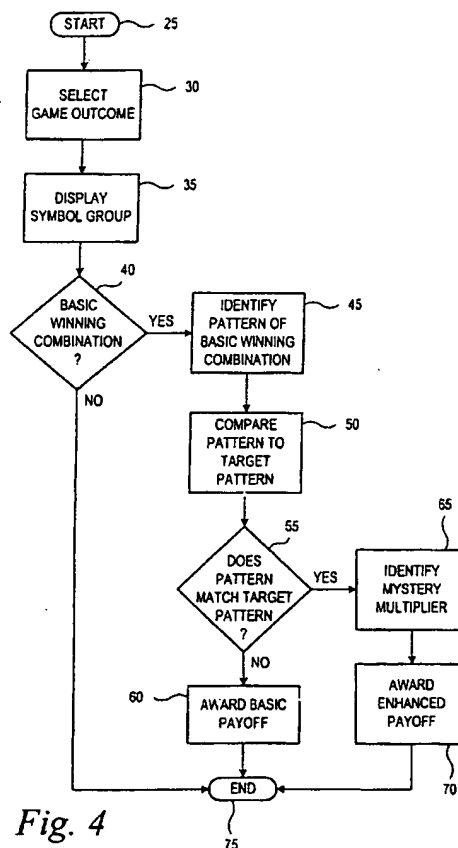 START
25
SELECT
GAME OUTCOME
30
DISPLAY
SYMBOL GROUP
35
40
BASIC
WINNING
COMBINATION
?
YES
NO
IDENTIFY
PATTERN OF
BASIC WINNING
COMBINATION
45
COMPARE
PATTERN TO
TARGET
PATTERN
50
55
DOES
PATTERN
MATCH TARGET
PATTERN
?
YES
NO
65
IDENTIFY
MYSTERY
MULTIPLIER
60
AWARD BASIC
PAYOFF
AWARD
ENHANCED
PAYOFF
70
END
75
Fig. 4